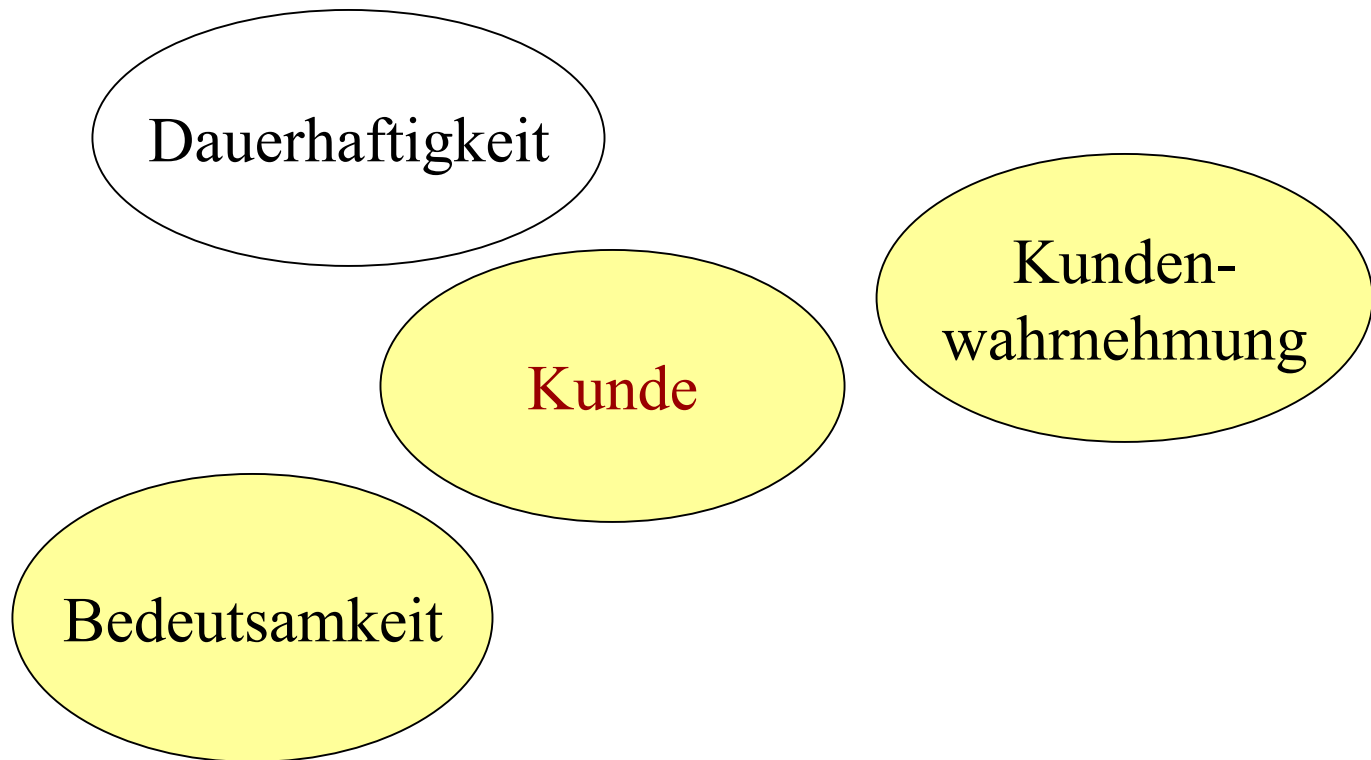 Dauerhaftigkeit
Kunden-
wahrnehmung
Kunde
Bedeutsamkeit